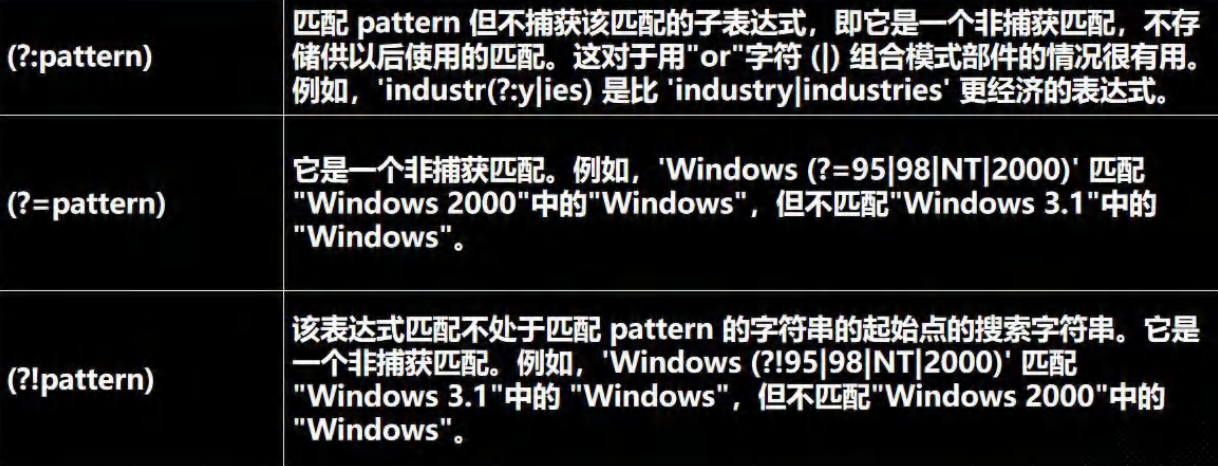 (?:pattern)
匹配 pattern 但不捕获该匹配的子表达式，即它是一个非捕获匹配，不存
储供以后使用的匹配。这对于用"or"字符 (|) 组合模式部件的情况很有用。
例如，'industr(?:y|ies) 是比 'industry|industries' 更经济的表达式。
(?=pattern)
它是一个非捕获匹配。例如，'Windows (?=95|98|NT|2000)' 匹配
"Windows 2000"中的"Windows"，但不匹配"Windows 3.1"中的
"Windows"。
(?!pattern)
该表达式匹配不处于匹配 pattern 的字符串的起始点的搜索字符串。它是
一个非捕获匹配。例如，'Windows (?!95|98|NT|2000)' 匹配
"Windows 3.1"中的 "Windows"，但不匹配"Windows 2000"中的
"Windows"。